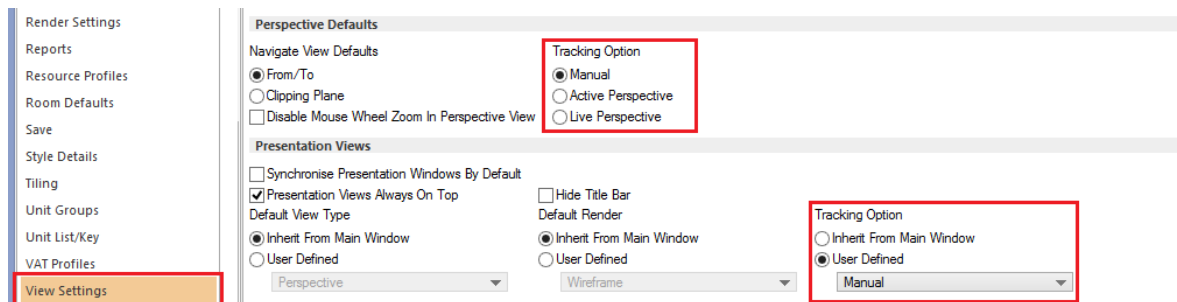 Render Settings
Reports
Resource Profiles
Room Defaults
Save
Style Details
Tiling
Unit Groups
Unit List/Key
VAT Profiles
View Settings
Perspective Defaults
Navigate View Defaults
From/To
Clipping Plane
Disable Mouse Wheel Zoom In Perspective View
Tracking Option
Manual
Active Perspective
Live Perspective
Presentation Views
Synchronise Presentation Windows By Default
Presentation Views Always On Top
Hide Title Bar
Default View Type
Inherit From Main Window
User Defined
Perspective
Default Render
Inherit From Main Window
User Defined
Wireframe
Tracking Option
Inherit From Main Window
User Defined
Manual